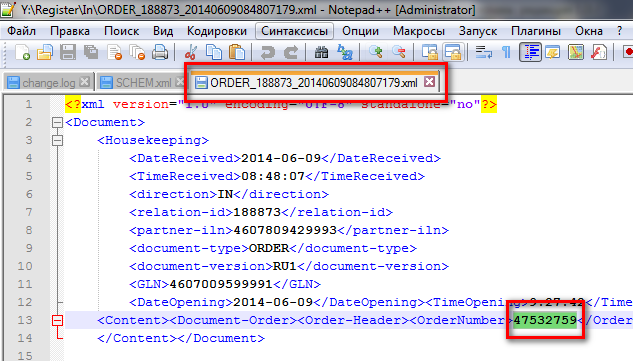 Y:\Register\In\ORDER_188873_20140609084807179.xml - Notepad++ [Administrator]
Файл Правка Поиск Вид Кодировки Синтаксисы Опции Макросы Запуск Плагины Окна ?
change.log SCHEM.xml ORDER_188873_20140609084807179.xml
1 <?xml version="1.0" encoding="UTF-8" standalone="no"?>
2 <Document>
3 <Housekeeping>
4 <DateReceived>2014-06-09</DateReceived>
5 <TimeReceived>08:48:07</TimeReceived>
6 <direction>IN</direction>
7 <relation-id>188873</relation-id>
8 <partner-iln>4607809429993</partner-iln>
9 <document-type>ORDER</document-type>
10 <document-version>RU1</document-version>
11 <GLN>4607009599991</GLN>
12 <DateOpening>2014-06-09</DateOpening><TimeOpening>9:27:42</Time
13 <Content><Document-Order><Order-Header><OrderNumber>47532759</Order
14 </Content></Document>